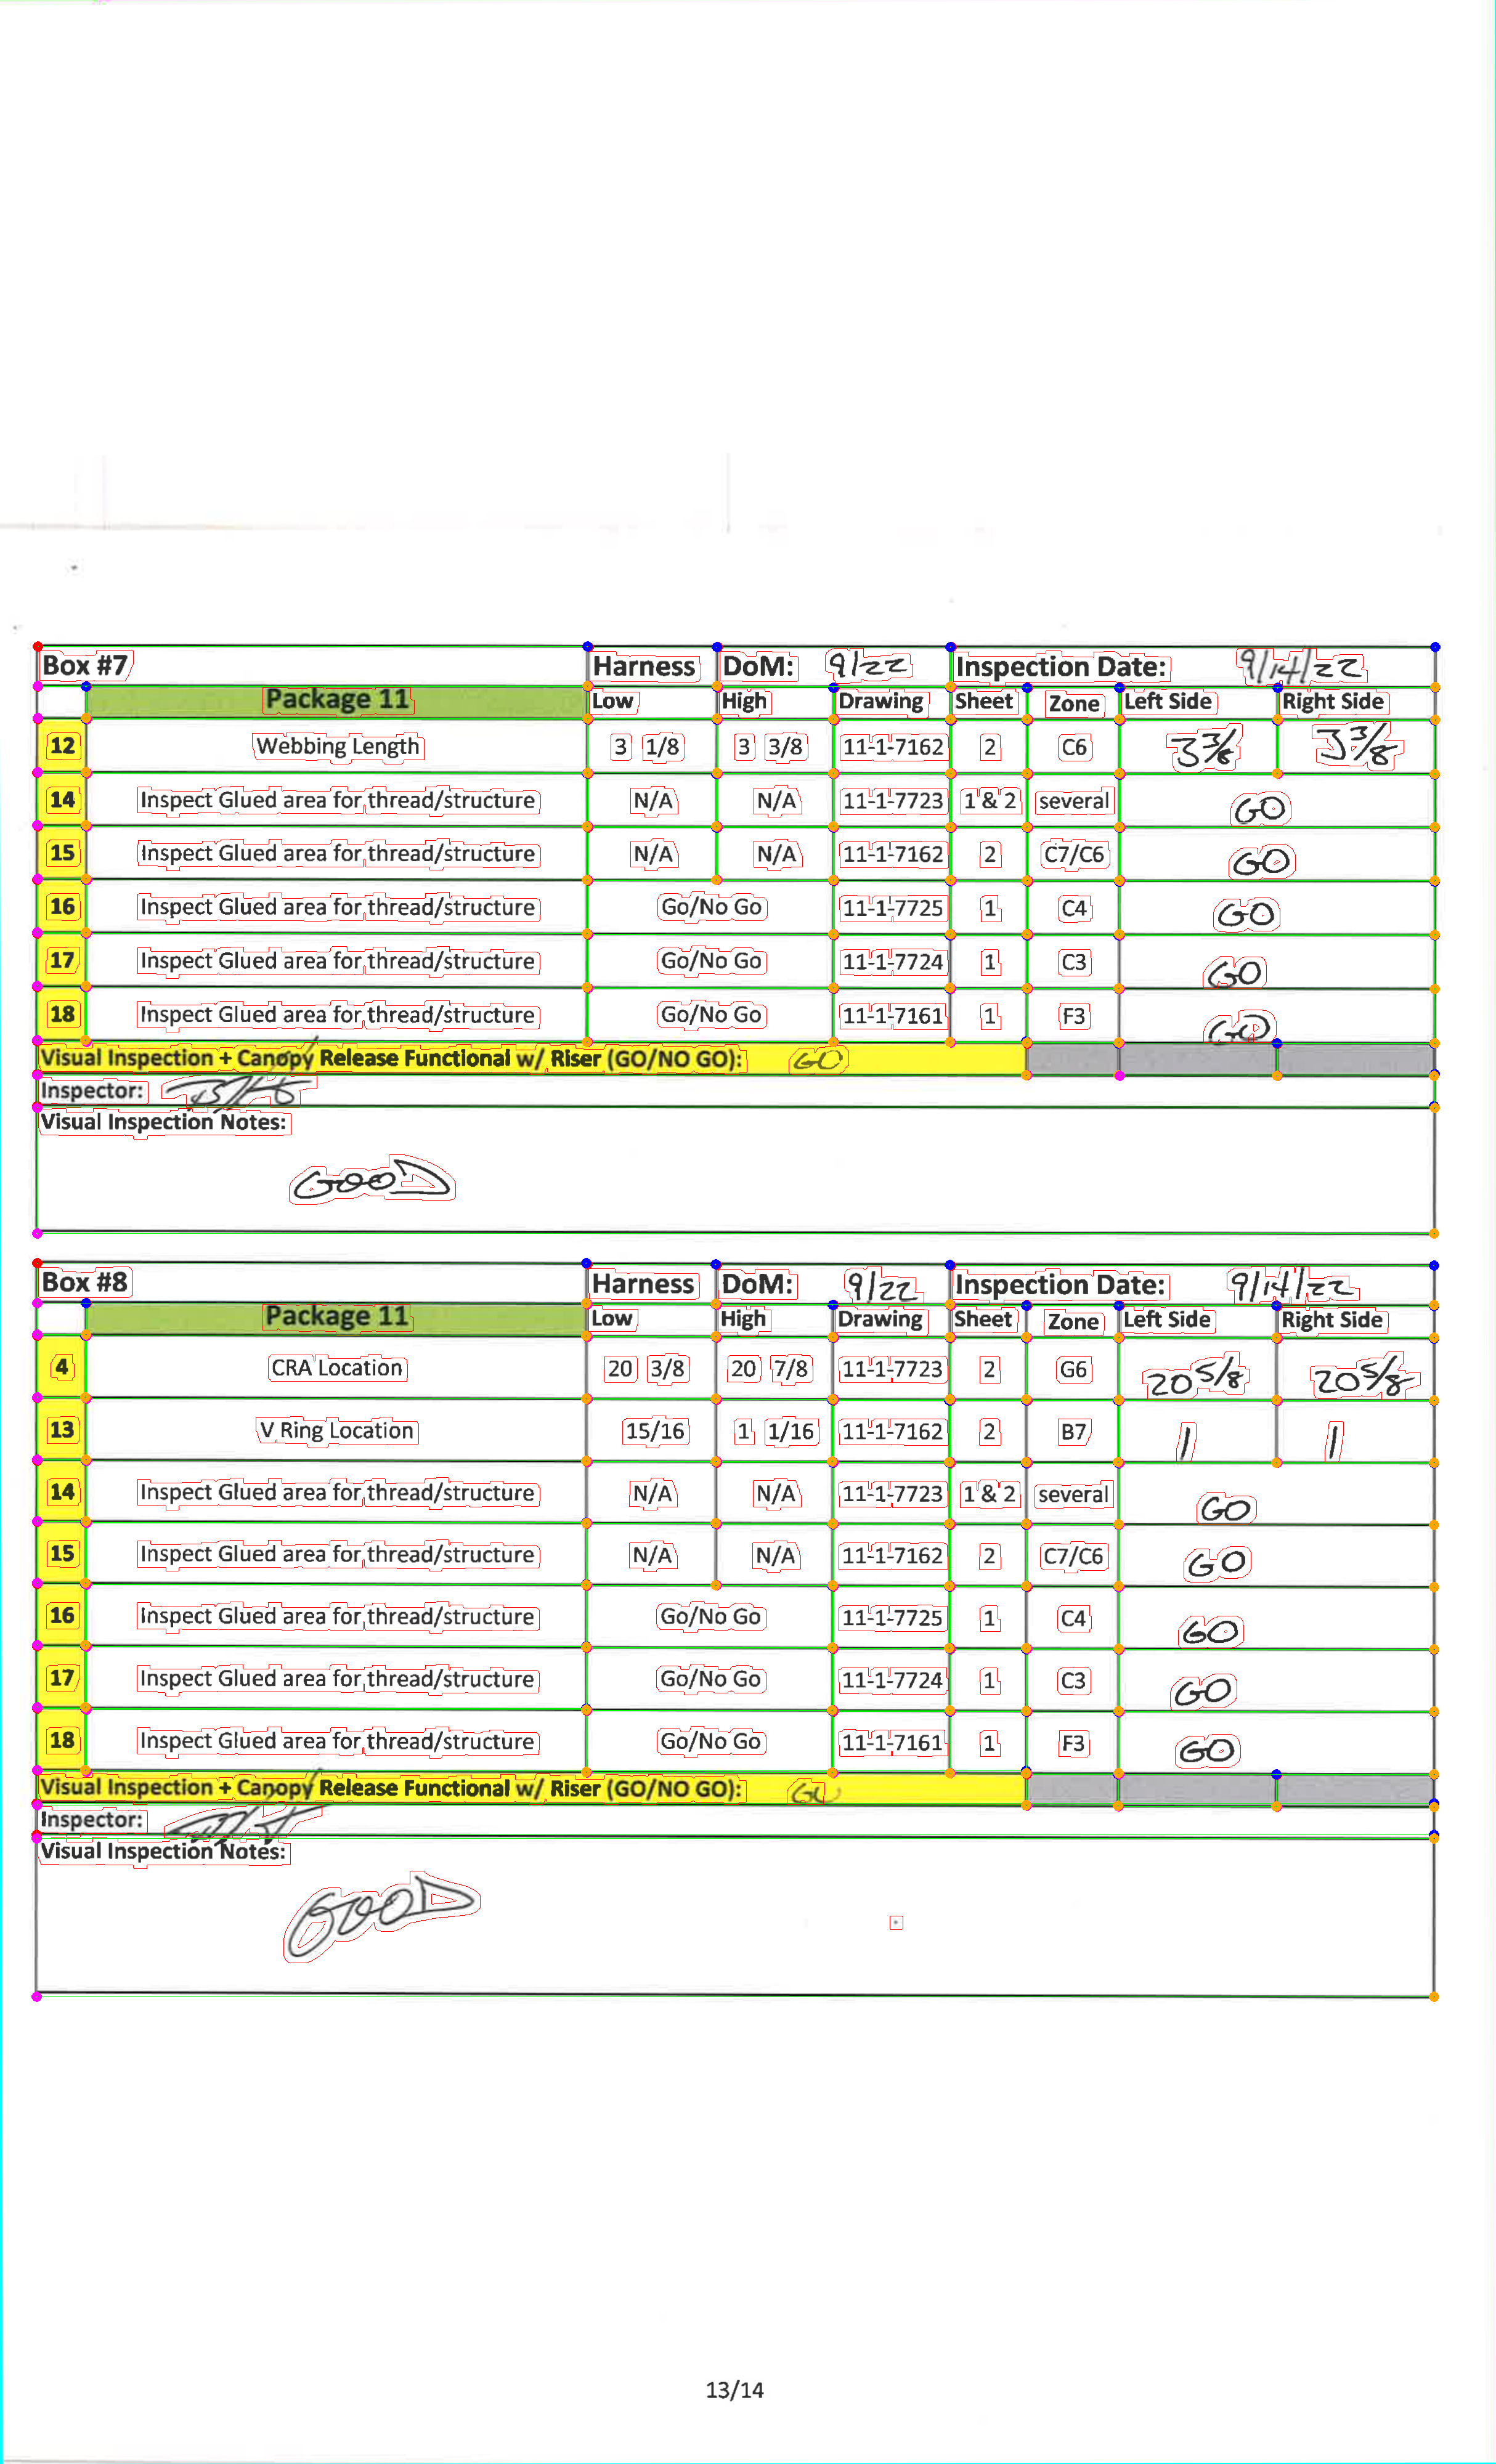 Box #7 Harness DoM: 9/22 Inspection Date: 9/14/22
Package 11 Low High Drawing Sheet Zone Left Side Right Side
12 Webbing Length 3 1/8 3 3/8 11-1-7162 2 C6 3 3/8 3 3/8
14 Inspect Glued area for thread/structure N/A N/A 11-1-7723 1 & 2 several GO
15 Inspect Glued area for thread/structure N/A N/A 11-1-7162 2 C7/C6 GO
16 Inspect Glued area for thread/structure Go/No Go 11-1-7725 1 C4 GO
17 Inspect Glued area for thread/structure Go/No Go 11-1-7724 1 C3 GO
18 Inspect Glued area for thread/structure Go/No Go 11-1-7161 1 F3 GO
Visual Inspection + Canopy Release Functional w/ Riser (GO/NO GO): GO
Inspector:
Visual Inspection Notes:
GOOD
Box #8 Harness DoM: 9/22 Inspection Date: 9/14/22
Package 11 Low High Drawing Sheet Zone Left Side Right Side
4 CRA Location 20 3/8 20 7/8 11-1-7723 2 G6 20 5/8 20 5/8
13 V Ring Location 15/16 1 1/16 11-1-7162 2 B7 1 1
14 Inspect Glued area for thread/structure N/A N/A 11-1-7723 1 & 2 several GO
15 Inspect Glued area for thread/structure N/A N/A 11-1-7162 2 C7/C6 GO
16 Inspect Glued area for thread/structure Go/No Go 11-1-7725 1 C4 GO
17 Inspect Glued area for thread/structure Go/No Go 11-1-7724 1 C3 GO
18 Inspect Glued area for thread/structure Go/No Go 11-1-7161 1 F3 GO
Visual Inspection + Canopy Release Functional w/ Riser (GO/NO GO): GO
Inspector:
Visual Inspection Notes:
GOOD
13/14